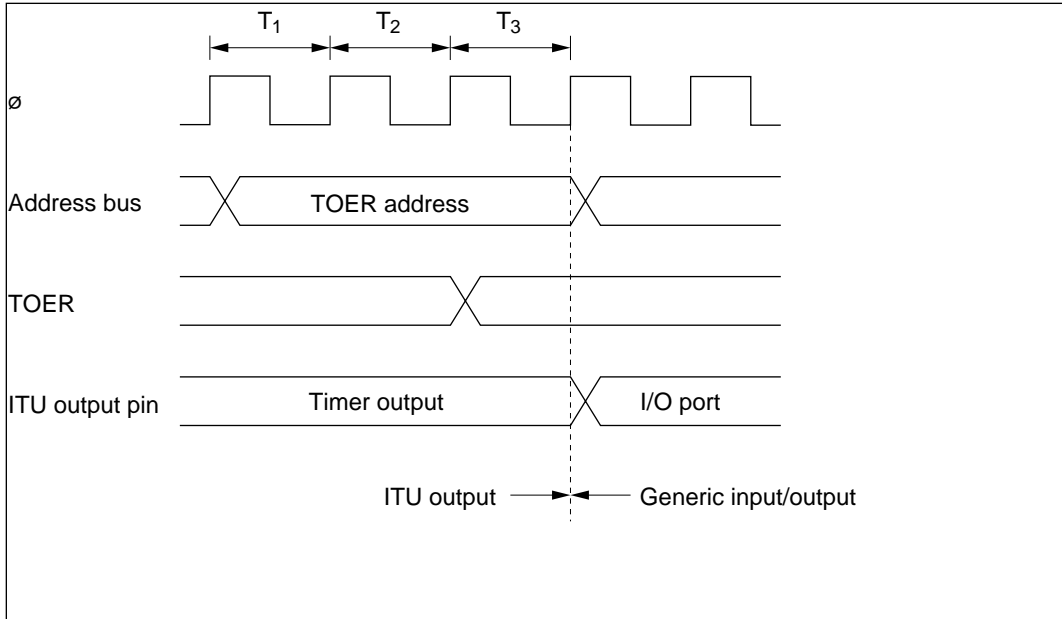 T1 T2 T3
ø
Address bus TOER address
TOER
ITU output pin Timer output I/O port
ITU output Generic input/output